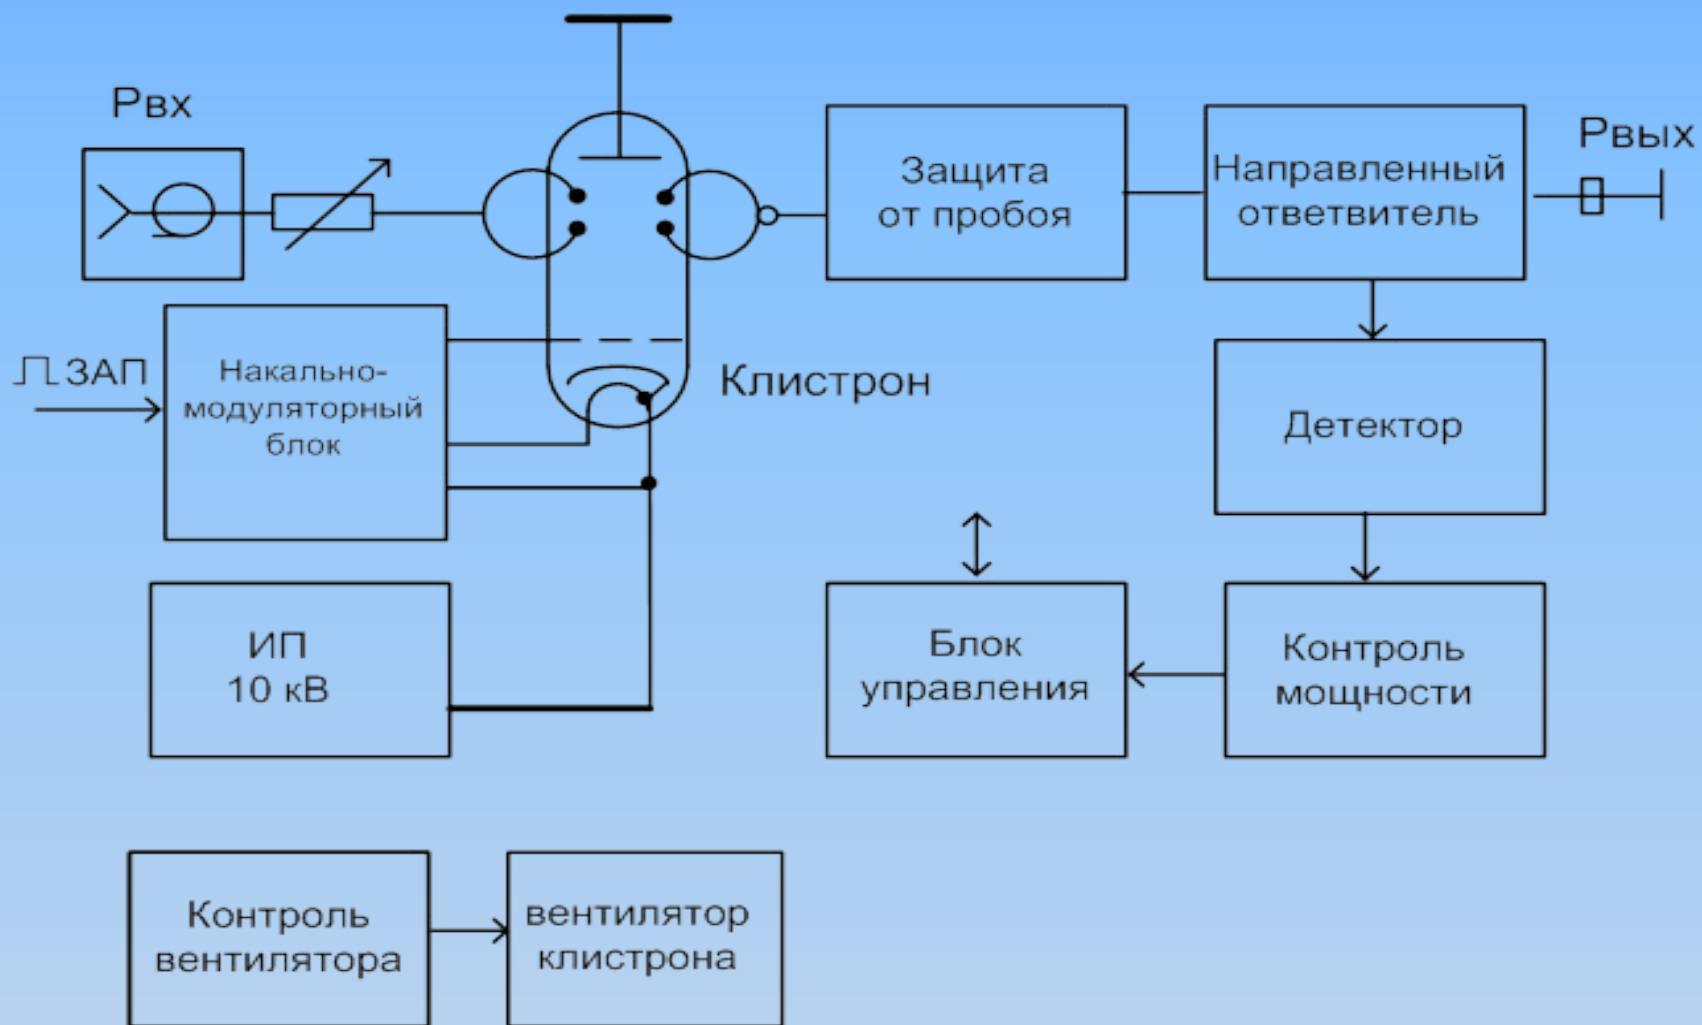 Рвх
Рвых
Защита
от пробоя
Направленный
ответвитель
ЗАП
Накально-
модуляторный
блок
Клистрон
Детектор
ИП
10 кВ
Блок
управления
Контроль
мощности
Контроль
вентилятора
вентилятор
клистрона